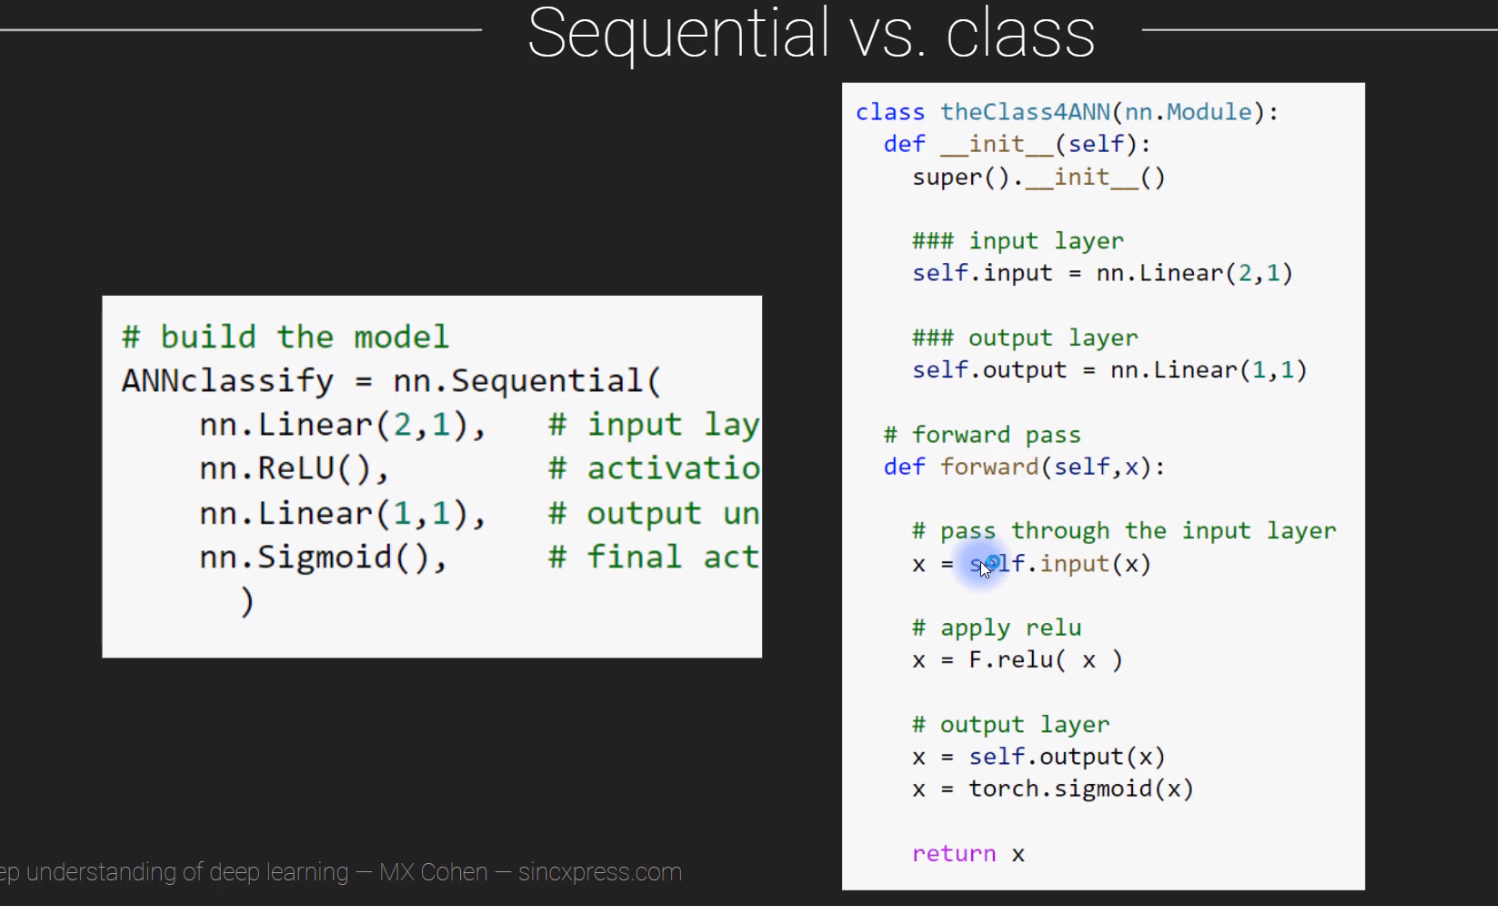 Sequential vs. class
# build the model
ANNclassify = nn.Sequential(
nn.Linear(2,1), # input lay
nn.ReLU(), # activatio
nn.Linear(1,1), # output un
nn.Sigmoid(), # final act
)
class theClass4ANN(nn.Module):
def __init__(self):
super().__init__()
### input layer
self.input = nn.Linear(2,1)
### output layer
self.output = nn.Linear(1,1)
# forward pass
def forward(self,x):
# pass through the input layer
x = self.input(x)
# apply relu
x = F.relu( x )
# output layer
x = self.output(x)
x = torch.sigmoid(x)
return x
ep understanding of deep learning — MX Cohen — sincxpress.com